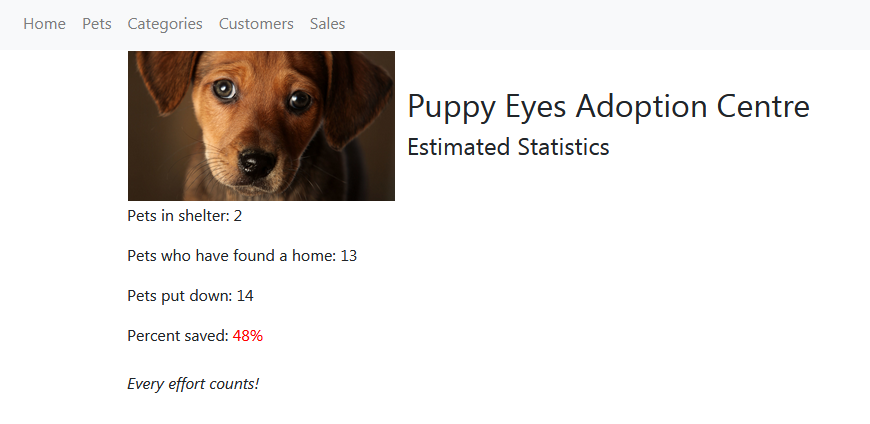 Home Pets Categories Customers Sales
Puppy Eyes Adoption Centre
Estimated Statistics
Pets in shelter: 2
Pets who have found a home: 13
Pets put down: 14
Percent saved: 48%
Every effort counts!